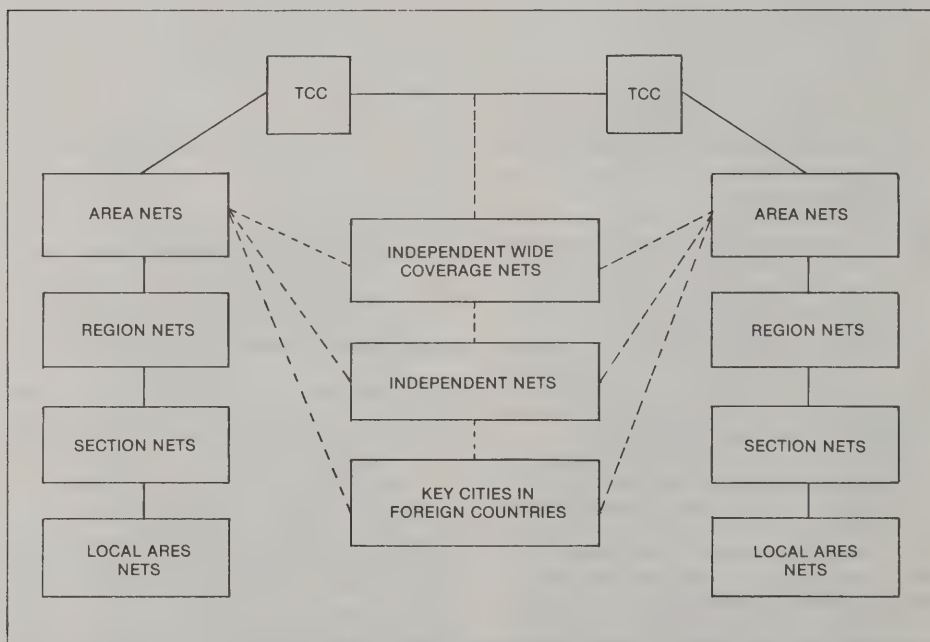 TCC
TCC
AREA NETS
AREA NETS
INDEPENDENT WIDE
COVERAGE NETS
REGION NETS
REGION NETS
INDEPENDENT NETS
SECTION NETS
SECTION NETS
KEY CITIES IN
FOREIGN COUNTRIES
LOCAL ARES
NETS
LOCAL ARES
NETS